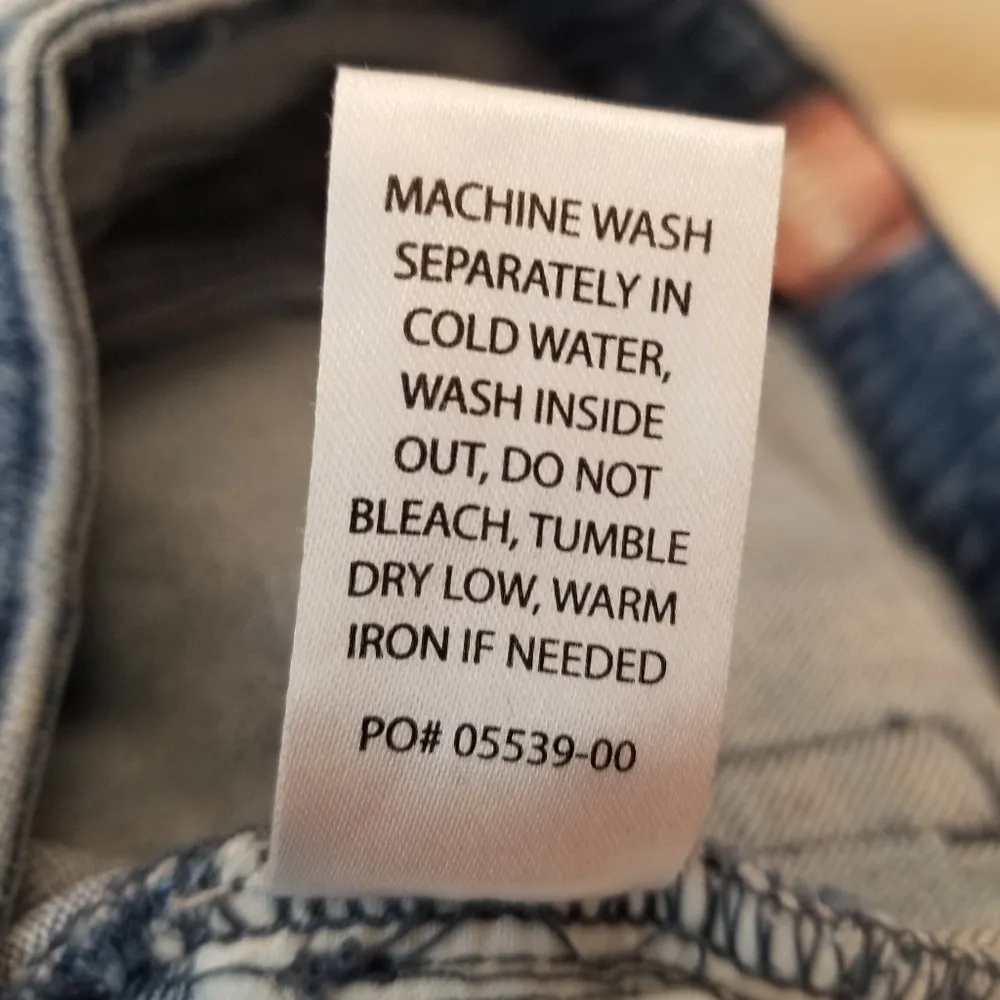 MACHINE WASH
SEPARATELY IN
COLD WATER,
WASH INSIDE
OUT, DO NOT
BLEACH, TUMBLE
DRY LOW, WARM
IRON IF NEEDED
PO# 05539-00